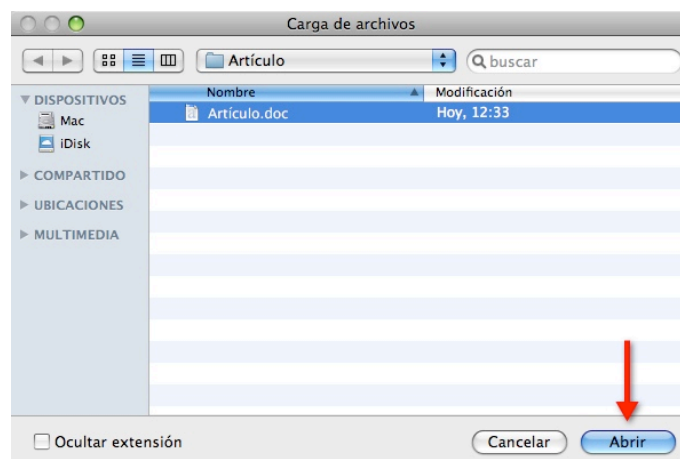 Carga de archivos
Artículo
buscar
Nombre Modificación
Artículo.doc Hoy, 12:33
DISPOSITIVOS
Mac
iDisk
COMPARTIDO
UBICACIONES
MULTIMEDIA
Ocultar extensión
Cancelar Abrir